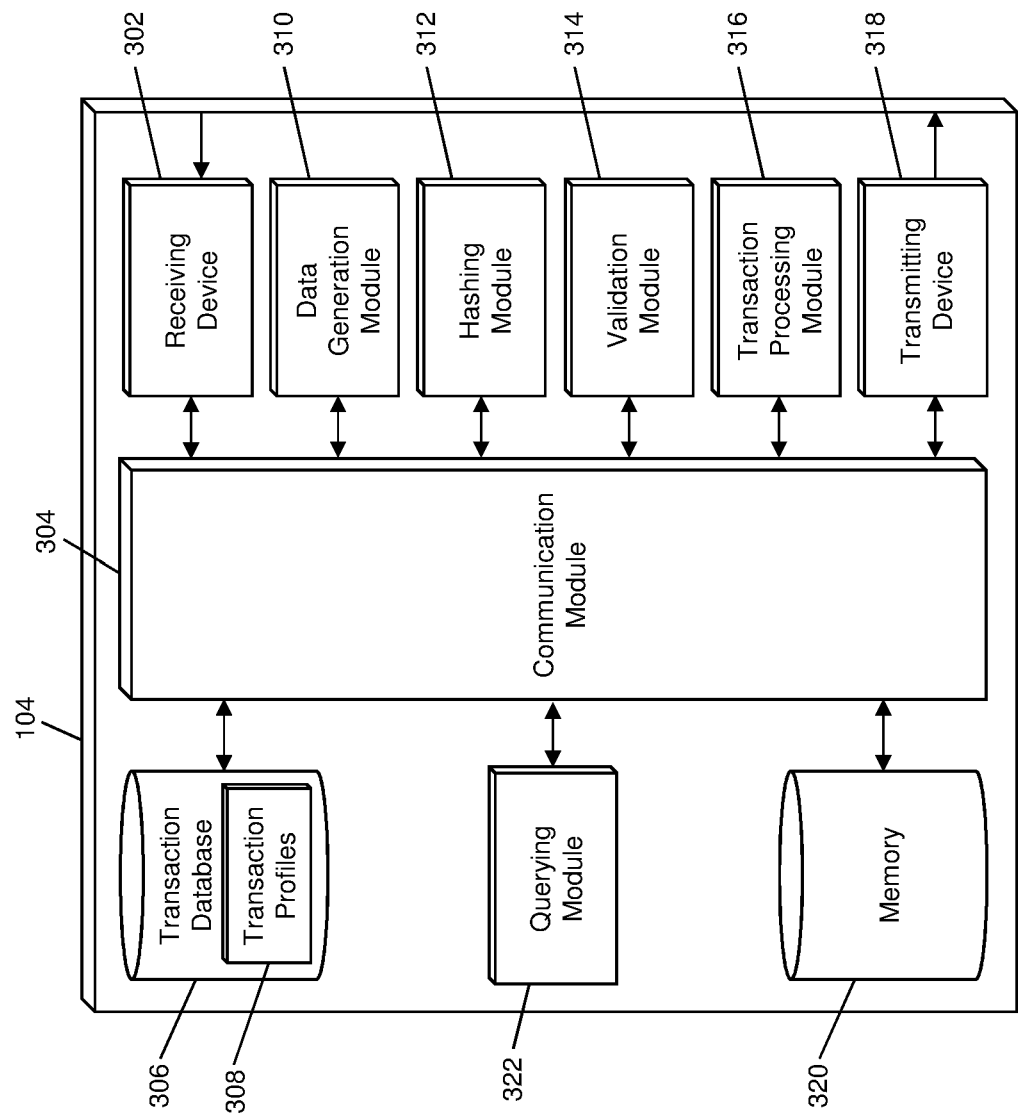 104
304
306
Transaction
Database
308
Transaction
Profiles
322
Querying
Module
320
Memory
Communication
Module
302
Receiving
Device
310
Data
Generation
Module
312
Hashing
Module
314
Validation
Module
316
Transaction
Processing
Module
318
Transmitting
Device